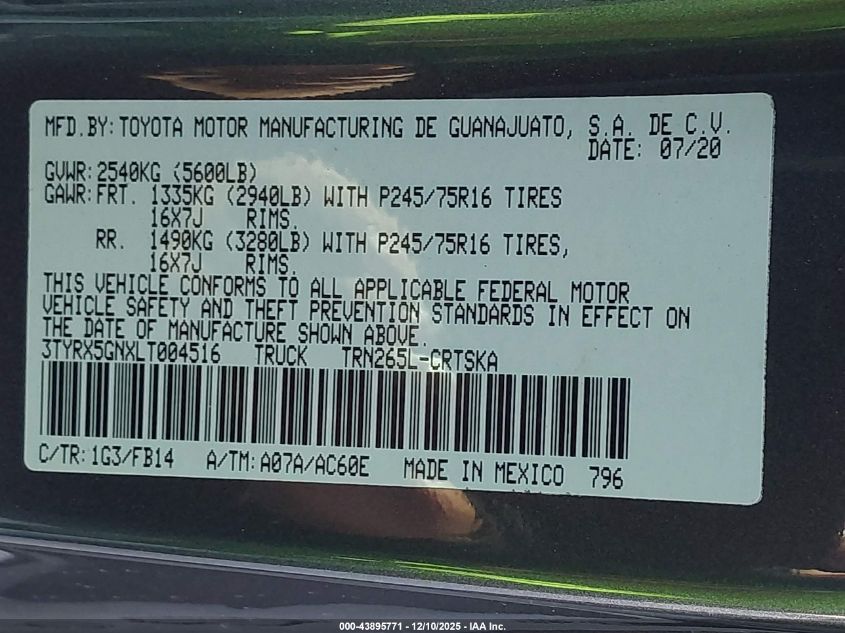 MFD.BY: TOYOTA MOTOR MANUFACTURING DE GUANAJUATO, S.A. DE C.V.
DATE: 07/20
GVWR: 2540KG (5600LB)
GAWR: FRT. 1335KG (2940LB) WITH P245/75R16 TIRES
16X7J RIMS.
RR. 1490KG (3280LB) WITH P245/75R16 TIRES,
16X7J RIMS.
THIS VEHICLE CONFORMS TO ALL APPLICABLE FEDERAL MOTOR
VEHICLE SAFETY AND THEFT PREVENTION STANDARDS IN EFFECT ON
THE DATE OF MANUFACTURE SHOWN ABOVE.
3TYRX5GNXLT004516 TRUCK TRN265L-CRTSKA
C/TR: 1G3/FB14 A/TM: A07A/AC60E MADE IN MEXICO 796
000-43895771 - 12/10/2025 - IAA Inc.